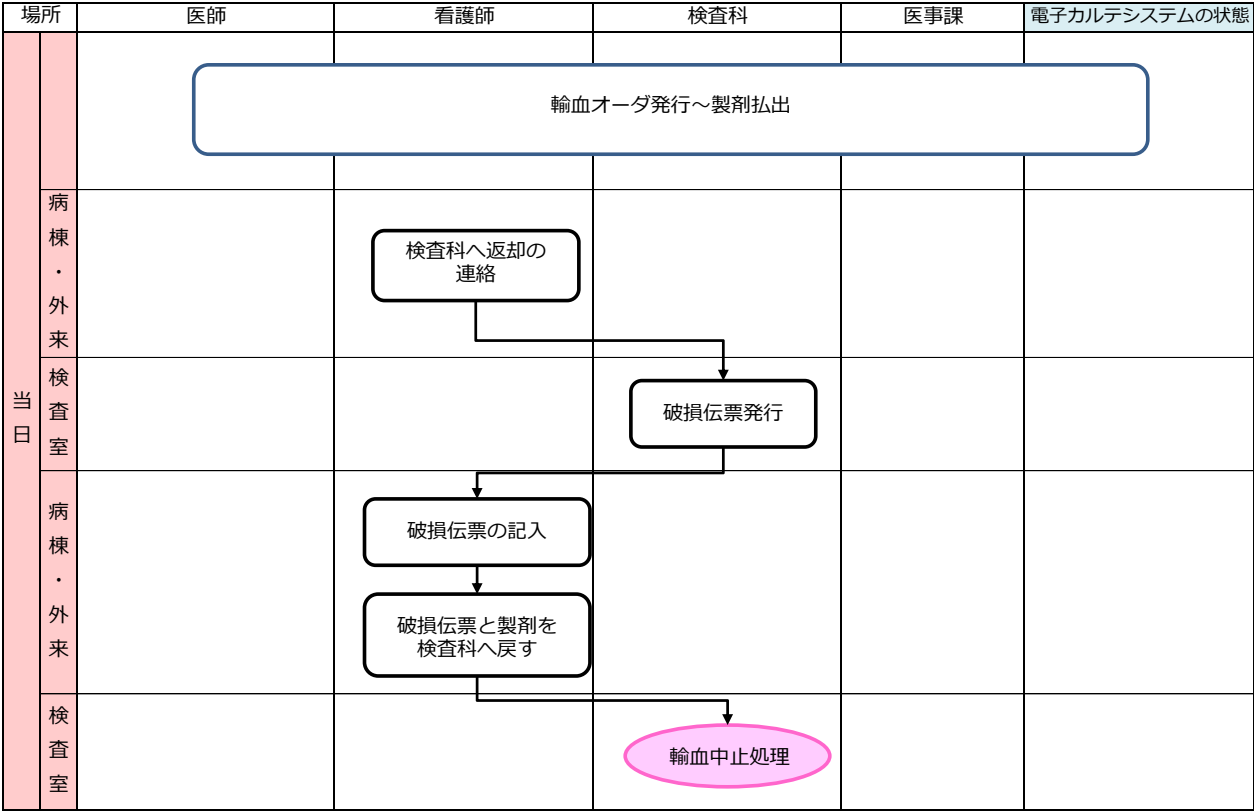 場所
医師
看護師
検査科
医事課
電子カルテシステムの状態
当日
輸血オーダ発行～製剤払出
病棟・外来
検査科へ返却の
連絡
検査室
破損伝票発行
病棟・外来
破損伝票の記入
破損伝票と製剤を
検査科へ戻す
検査室
輸血中止処理